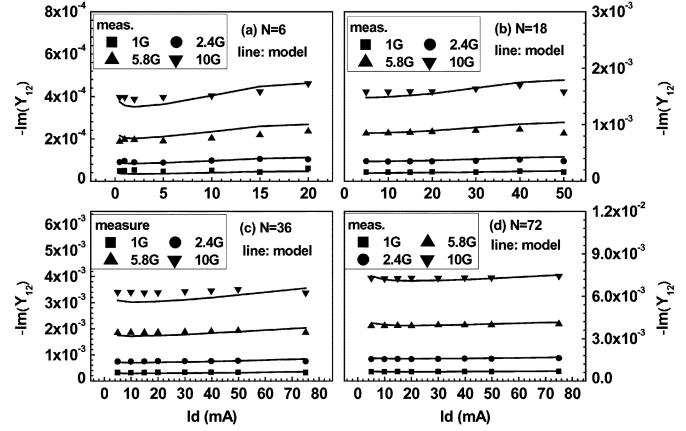 8x10⁻⁴
6x10⁻⁴
4x10⁻⁴
2x10⁻⁴
0
-Im(Y₁₂)
meas.
1G 2.4G
5.8G 10G
(a) N=6
line: model
0 5 10 15 20
meas.
1G 2.4G
5.8G 10G
(b) N=18
line: model
0 10 20 30 40 50
3x10⁻³
2x10⁻³
1x10⁻³
0
-Im(Y₁₂)
6x10⁻³
5x10⁻³
4x10⁻³
3x10⁻³
2x10⁻³
1x10⁻³
0
-Im(Y₁₂)
measure
1G 2.4G
5.8G 10G
(c) N=36
line: model
0 10 20 30 40 50 60 70 80
Id (mA)
meas.
1G 5.8G
2.4G 10G
(d) N=72
line: model
0 10 20 30 40 50 60 70 80
Id (mA)
1.2x10⁻²
9.0x10⁻³
6.0x10⁻³
3.0x10⁻³
0.0
-Im(Y₁₂)